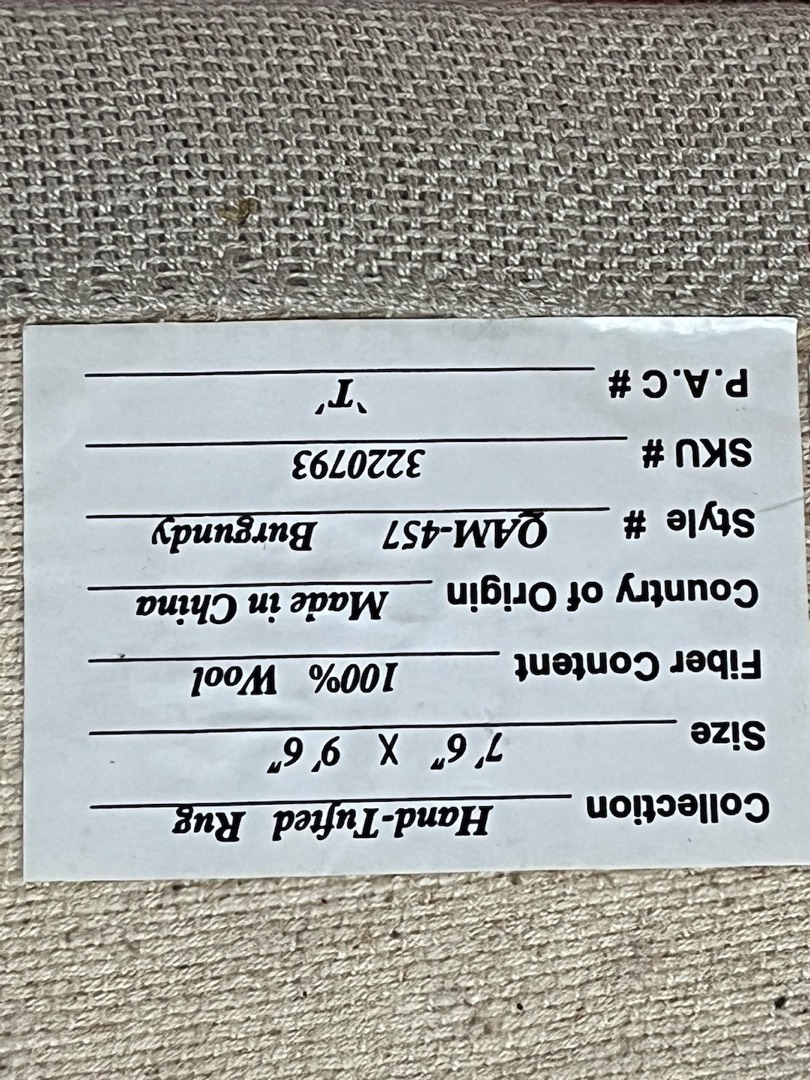 Collection Hand-Tufted Rug
Size 7'6" X 9'6"
Fiber Content 100% Wool
Country of Origin Made in China
Style # QAM-457 Burgundy
SKU # 3220793
P.A.C # `T'